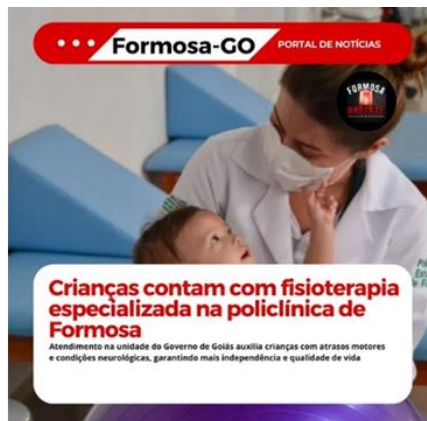 Formosa-GO
PORTAL DE NOTÍCIAS
FORMOSA
Crianças contam com fisioterapia
especializada na policlínica de
Formosa
Atendimento na unidade do Governo de Goiás auxilia crianças com atrasos motores
e condições neurológicas, garantindo mais independência e qualidade de vida